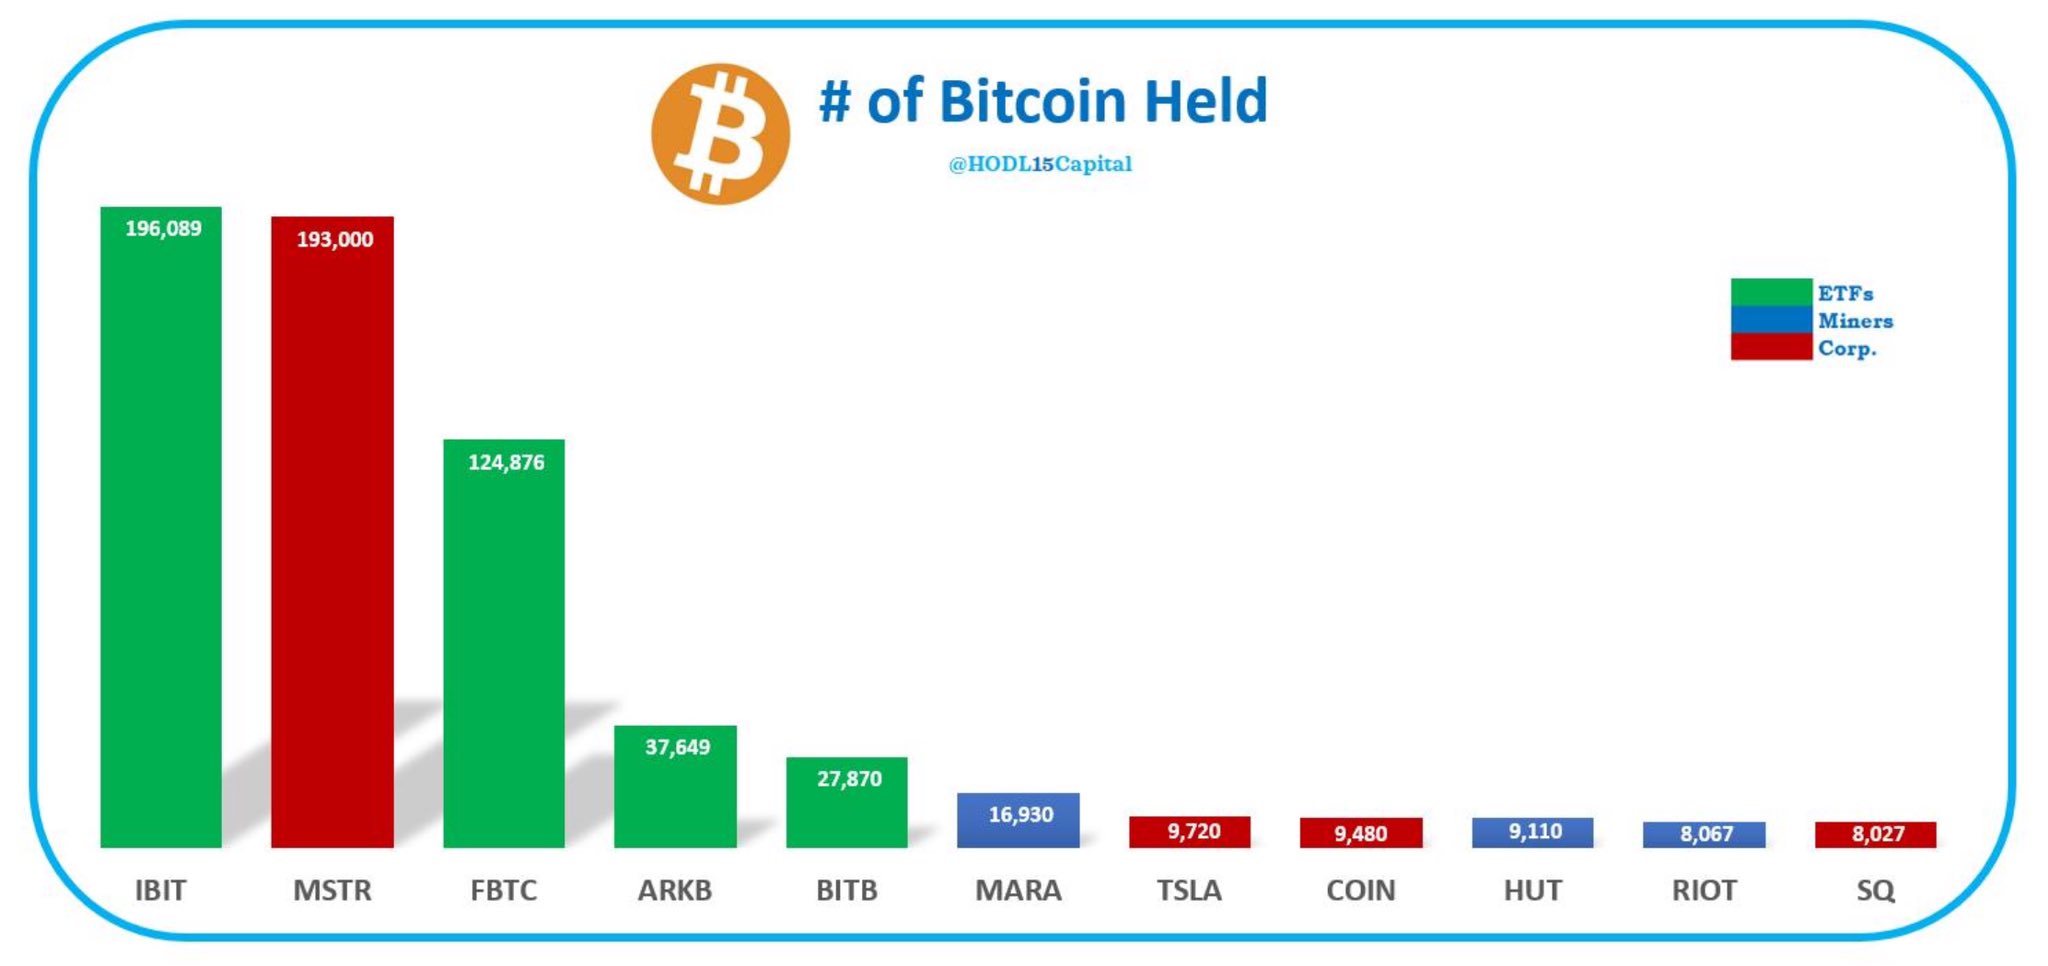 # of Bitcoin Held
@HODL15Capital
196,089
193,000
124,876
37,649
27,870
16,930
9,720
9,480
9,110
8,067
8,027
ETFs
Miners
Corp.
IBIT MSTR FBTC ARKB BITB MARA TSLA COIN HUT RIOT SQ